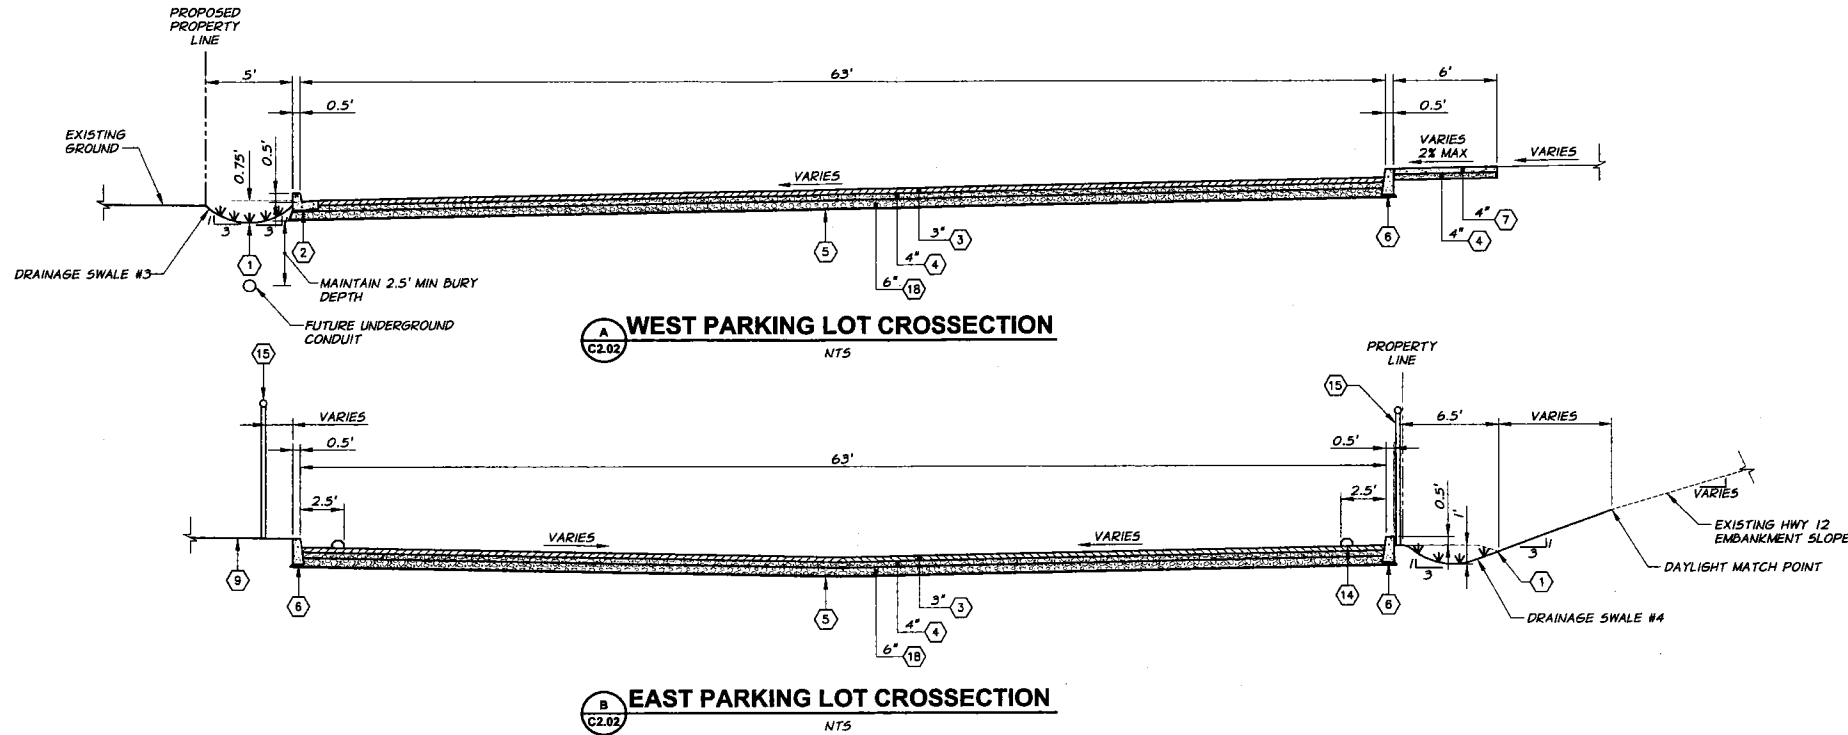 PROPOSED
PROPERTY
LINE
5'
63'
6'
0.5'
0.5'
EXISTING
GROUND
0.75'
0.5'
VARIES
VARIES
2% MAX
VARIES
1
3
3
1
2
5
3" 3
4" 4
6" 18
6
4" 7
4" 4
DRAINAGE SWALE #3
MAINTAIN 2.5' MIN BURY
DEPTH
FUTURE UNDERGROUND
CONDUIT
A
C2.02
WEST PARKING LOT CROSSECTION
NTS
PROPERTY
LINE
15
15
VARIES
6.5'
VARIES
0.5'
0.5'
63'
2.5'
2.5'
0.5'
1'
VARIES
VARIES
VARIES
EXISTING HWY 12
EMBANKMENT SLOPE
3
1
1
3
DAYLIGHT MATCH POINT
9
6
5
3" 3
4" 4
6" 18
14
6
1
DRAINAGE SWALE #4
B
C2.02
EAST PARKING LOT CROSSECTION
NTS